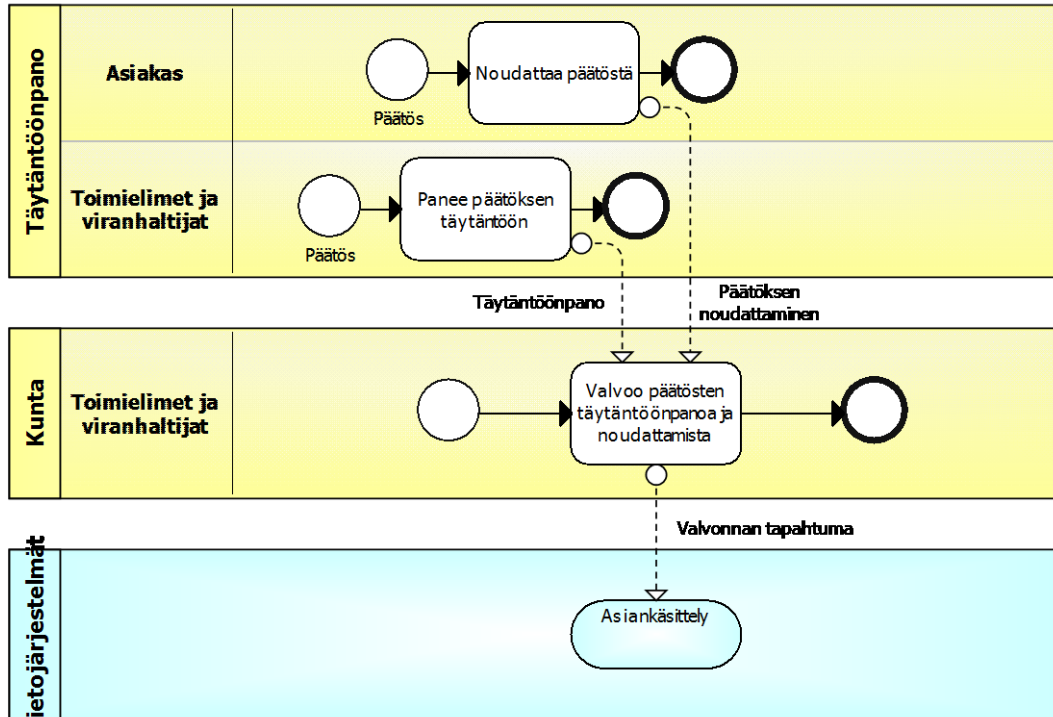 Täytäntöönpano
Asiakas
Noudattaa päätöstä
Päätös
Toimielimet ja
viranhaltijat
Panee päätöksen
täytäntöön
Päätös
Täytäntöönpano
Päätöksen
noudattaminen
Kunta
Toimielimet ja
viranhaltijat
Valvoo päätösten
täytäntöönpanoa ja
noudattamista
Valvonnan tapahtuma
ietojärjestelmät
Asiankäsittely